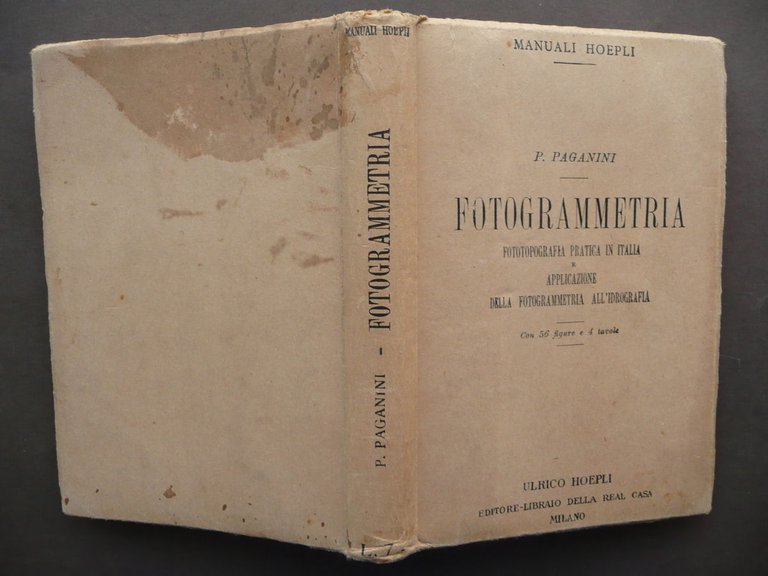 MANUALI HOEPLI
P. PAGANINI - FOTOGRAMMETRIA
L. 7.
MANUALI HOEPLI
P. PAGANINI
FOTOGRAMMETRIA
FOTOTOPOGRAFIA PRATICA IN ITALIA
E
APPLICAZIONE
DELLA FOTOGRAMMETRIA ALL'IDROGRAFIA
Con 56 figure e 4 tavole
ULRICO HOEPLI
EDITORE-LIBRAIO DELLA REAL CASA
MILANO